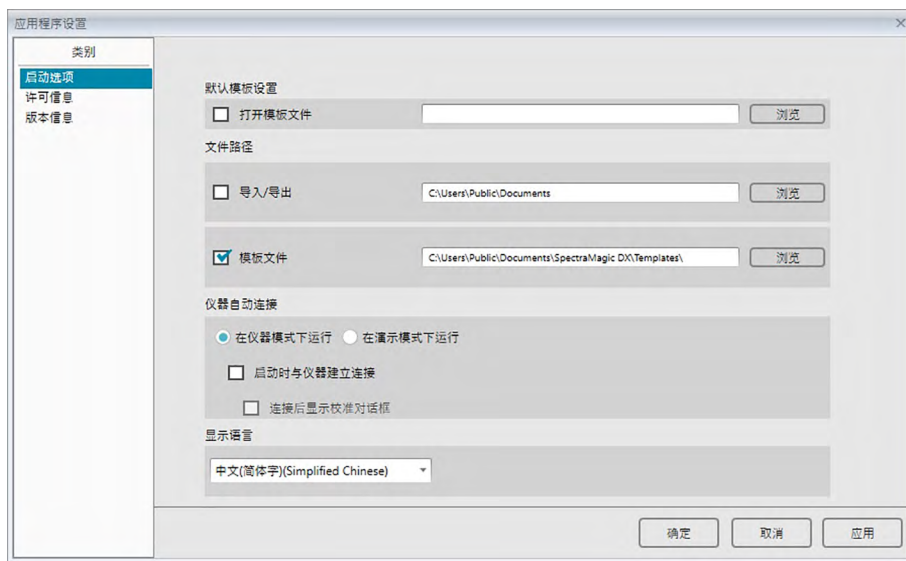 应用程序设置
类别
启动选项
许可信息
版本信息
默认模板设置
打开模板文件 浏览
文件路径
导入/导出 C:\Users\Public\Documents 浏览
模板文件 C:\Users\Public\Documents\SpectraMagic DX\Templates\ 浏览
仪器自动连接
在仪器模式下运行 在演示模式下运行
启动时与仪器建立连接
连接后显示校准对话框
显示语言
中文(简体字)(Simplified Chinese)
确定 取消 应用